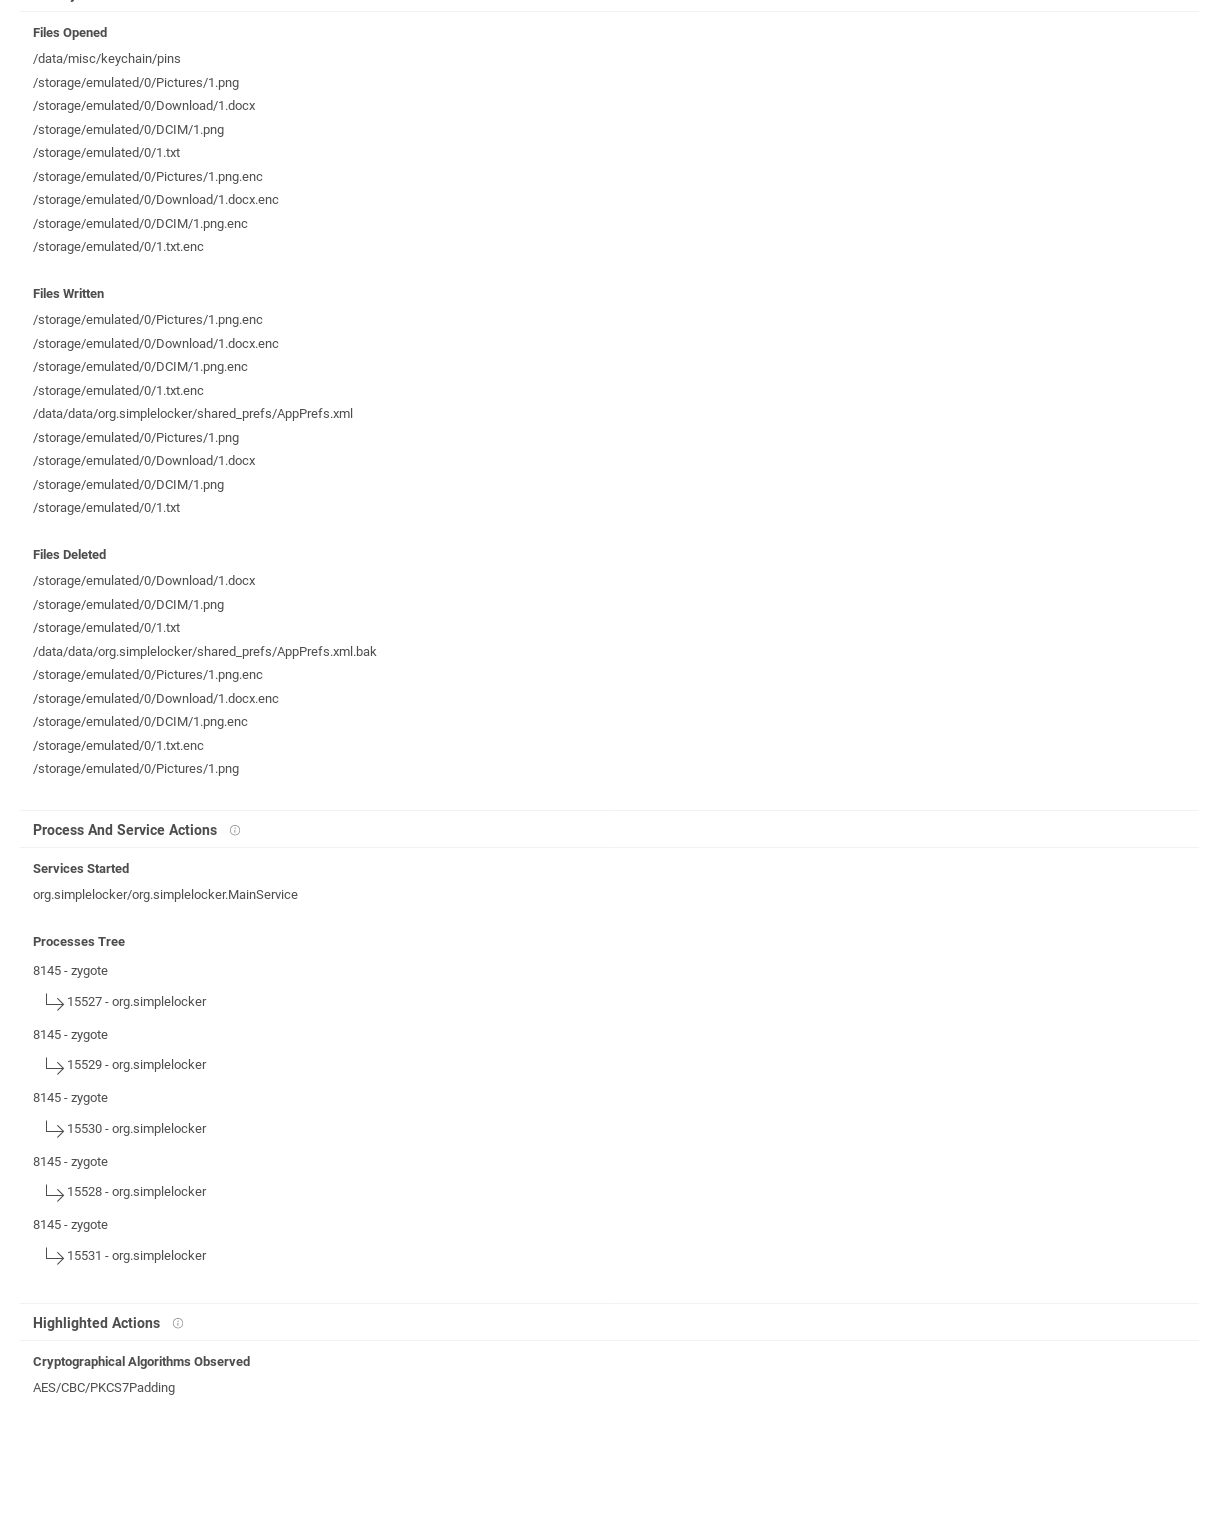 Files Opened
/data/misc/keychain/pins
/storage/emulated/0/Pictures/1.png
/storage/emulated/0/Download/1.docx
/storage/emulated/0/DCIM/1.png
/storage/emulated/0/1.txt
/storage/emulated/0/Pictures/1.png.enc
/storage/emulated/0/Download/1.docx.enc
/storage/emulated/0/DCIM/1.png.enc
/storage/emulated/0/1.txt.enc
Files Written
/storage/emulated/0/Pictures/1.png.enc
/storage/emulated/0/Download/1.docx.enc
/storage/emulated/0/DCIM/1.png.enc
/storage/emulated/0/1.txt.enc
/data/data/org.simplelocker/shared_prefs/AppPrefs.xml
/storage/emulated/0/Pictures/1.png
/storage/emulated/0/Download/1.docx
/storage/emulated/0/DCIM/1.png
/storage/emulated/0/1.txt
Files Deleted
/storage/emulated/0/Download/1.docx
/storage/emulated/0/DCIM/1.png
/storage/emulated/0/1.txt
/data/data/org.simplelocker/shared_prefs/AppPrefs.xml.bak
/storage/emulated/0/Pictures/1.png.enc
/storage/emulated/0/Download/1.docx.enc
/storage/emulated/0/DCIM/1.png.enc
/storage/emulated/0/1.txt.enc
/storage/emulated/0/Pictures/1.png
Process And Service Actions
Services Started
org.simplelocker/org.simplelocker.MainService
Processes Tree
8145 - zygote
15527 - org.simplelocker
8145 - zygote
15529 - org.simplelocker
8145 - zygote
15530 - org.simplelocker
8145 - zygote
15528 - org.simplelocker
8145 - zygote
15531 - org.simplelocker
Highlighted Actions
Cryptographical Algorithms Observed
AES/CBC/PKCS7Padding